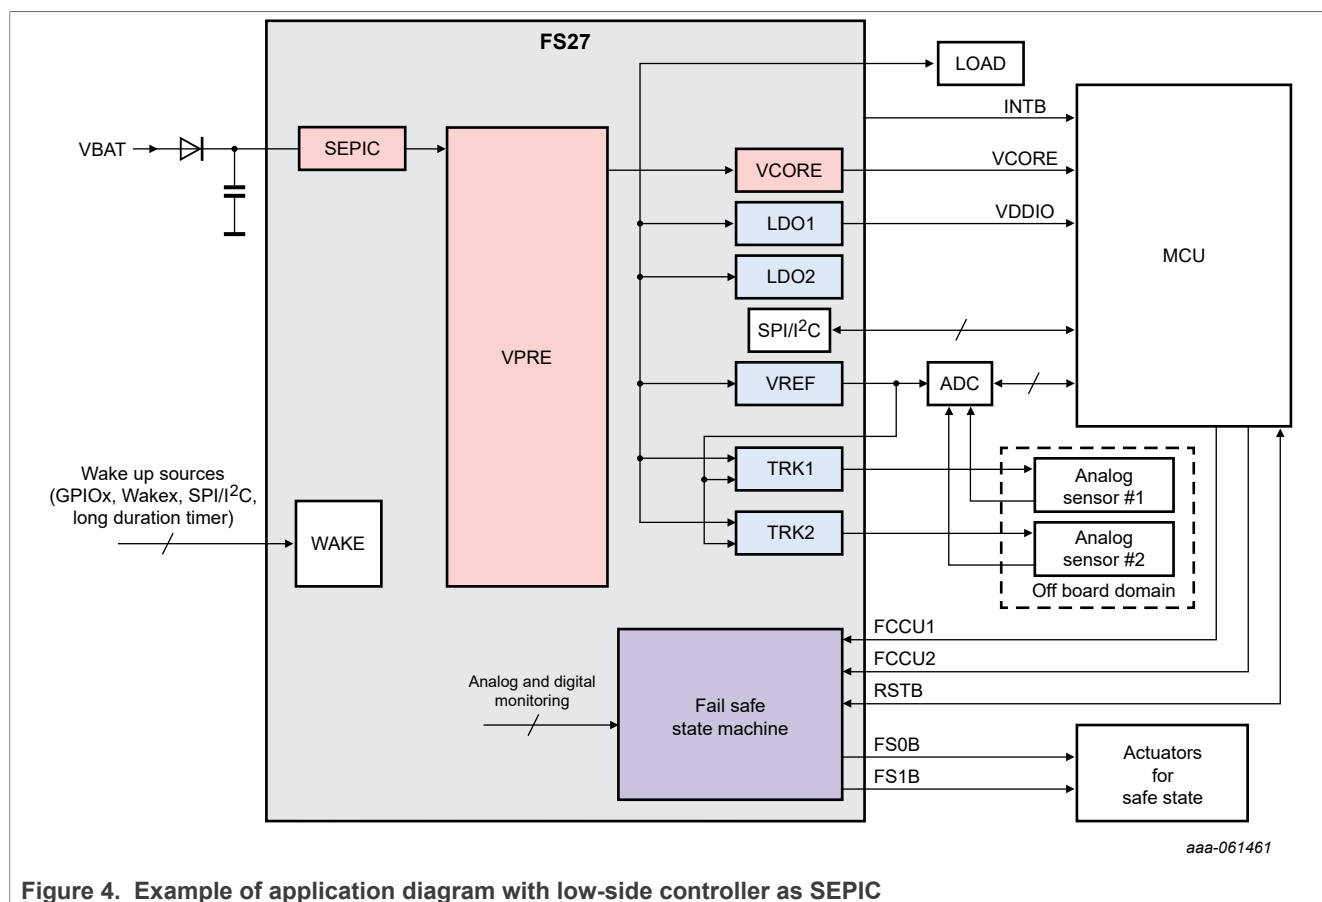 FS27
LOAD
INTB
VBAT
SEPIC
VCORE
VCORE
LDO1
VDDIO
MCU
LDO2
SPI/I²C
VPRE
VREF
ADC
Wake up sources
(GPIOx, Wakex, SPI/I²C,
long duration timer)
WAKE
TRK1
Analog
sensor #1
TRK2
Analog
sensor #2
Off board domain
FCCU1
FCCU2
RSTB
Analog and digital
monitoring
Fail safe
state machine
FS0B
FS1B
Actuators
for
safe state
aaa-061461
Figure 4. Example of application diagram with low-side controller as SEPIC